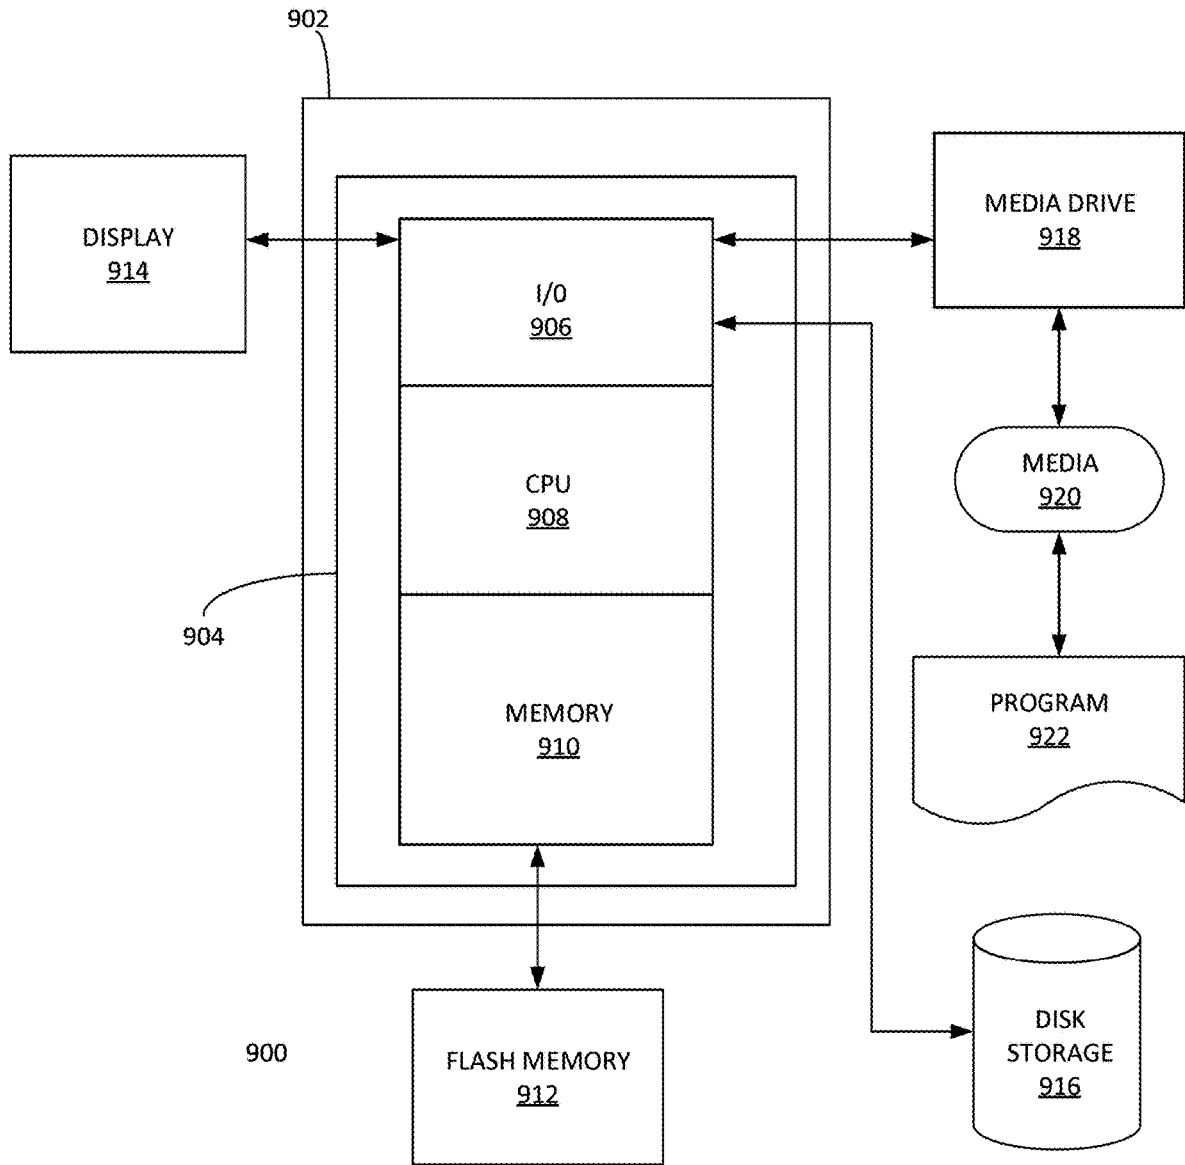 902
DISPLAY
914
I/0
906
CPU
908
904
MEMORY
910
MEDIA DRIVE
918
MEDIA
920
PROGRAM
922
900
FLASH MEMORY
912
DISK
STORAGE
916